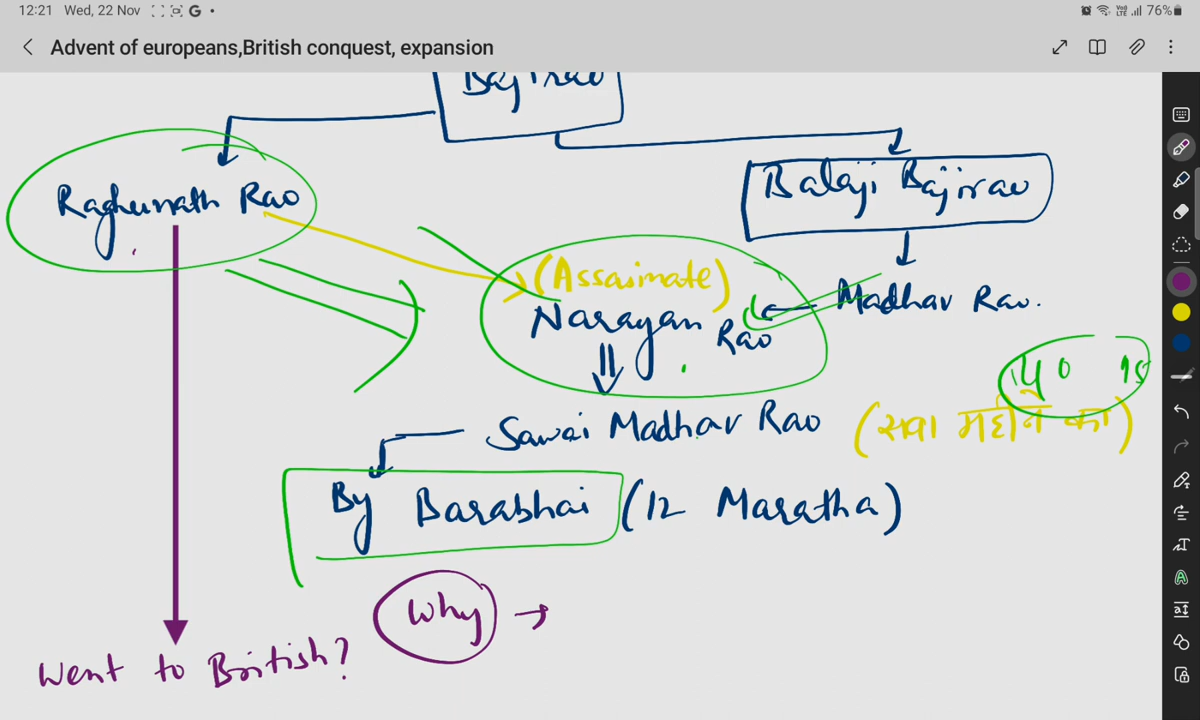 12:21 Wed, 22 Nov
76%
Advent of europeans,British conquest, expansion
Bajirao
Raghunath Rao
Balaji Bajirao
(Assaimate)
Narayan Rao
Madhav Rao.
Sawai Madhav Rao (सवा महीने का)
By Barabhai (12 Maratha)
Why →
Went to British?